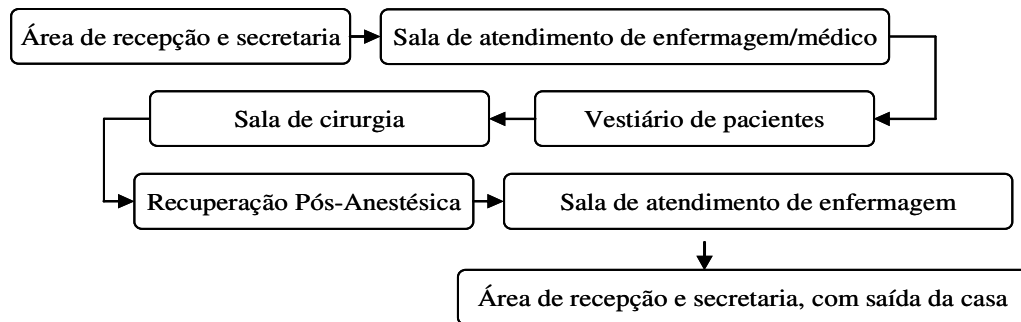 Área de recepção e secretaria
Sala de atendimento de enfermagem/médico
Vestiário de pacientes
Sala de cirurgia
Recuperação Pós-Anestésica
Sala de atendimento de enfermagem
Área de recepção e secretaria, com saída da casa